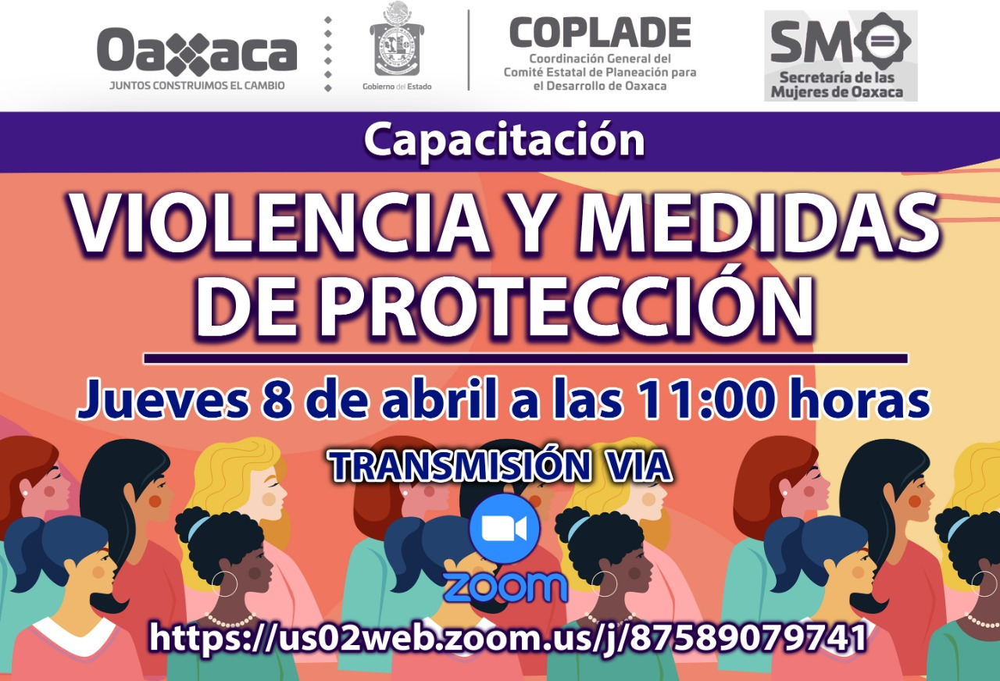 Oaxaca
JUNTOS CONSTRUIMOS EL CAMBIO
Gobierno del Estado
COPLADE
Coordinación General del
Comité Estatal de Planeación para
el Desarrollo de Oaxaca
SMO
Secretaría de las
Mujeres de Oaxaca
Capacitación
VIOLENCIA Y MEDIDAS
DE PROTECCIÓN
Jueves 8 de abril a las 11:00 horas
TRANSMISIÓN VIA
zoom
https://us02web.zoom.us/j/87589079741